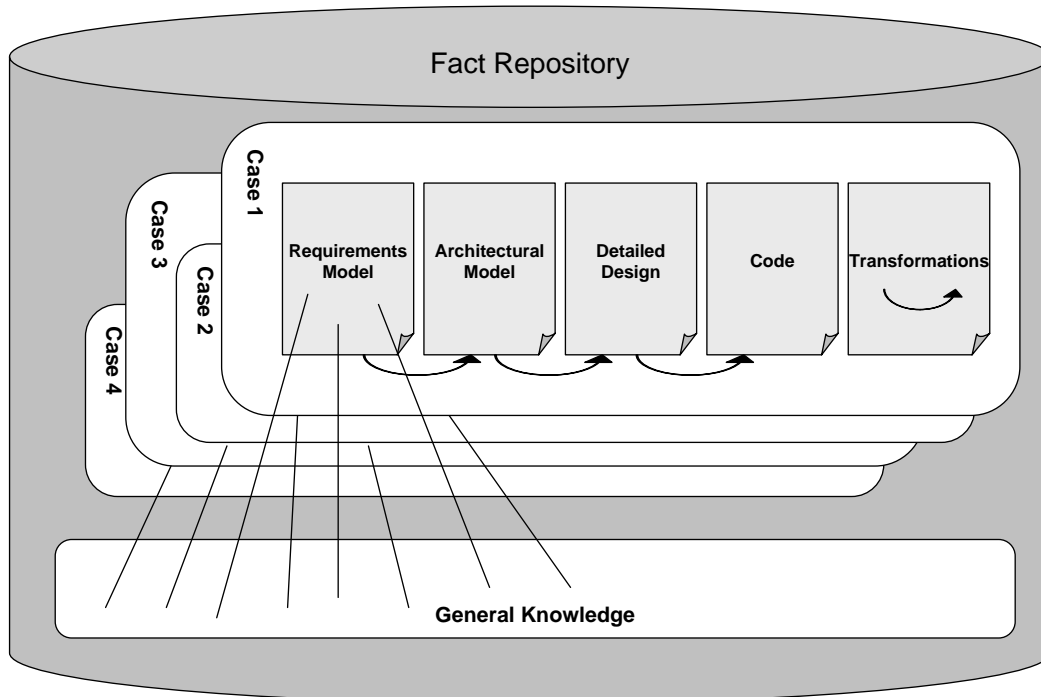 Fact Repository
Case 1
Case 3
Case 2
Case 4
Requirements
Model
Architectural
Model
Detailed
Design
Code
Transformations
General Knowledge